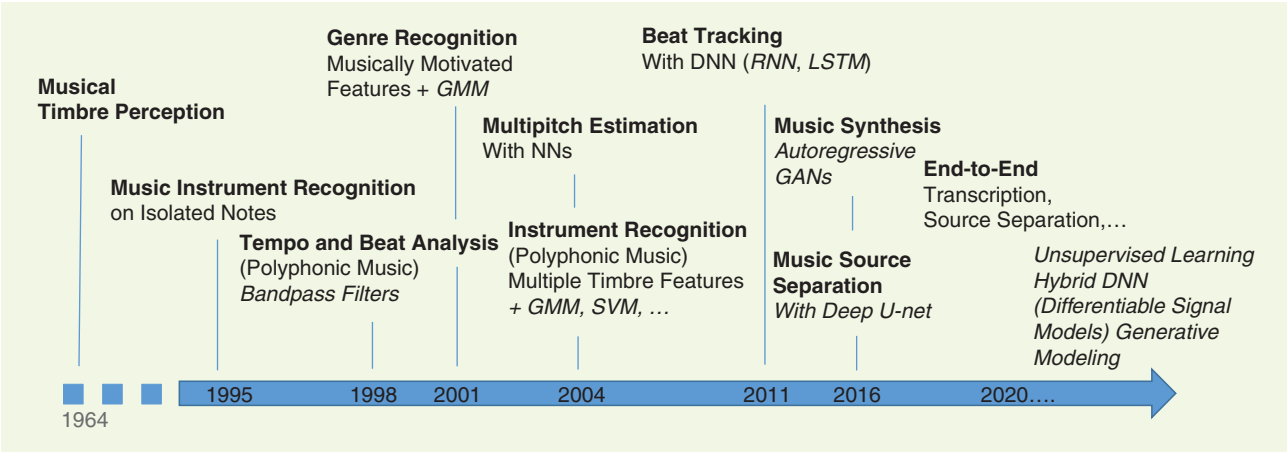 Musical
Timbre Perception
Music Instrument Recognition
on Isolated Notes
Tempo and Beat Analysis
(Polyphonic Music)
Bandpass Filters
Genre Recognition
Musically Motivated
Features + GMM
Multipitch Estimation
With NNs
Instrument Recognition
(Polyphonic Music)
Multiple Timbre Features
+ GMM, SVM, …
Beat Tracking
With DNN (RNN, LSTM)
Music Synthesis
Autoregressive
GANs
Music Source
Separation
With Deep U-net
End-to-End
Transcription,
Source Separation,…
Unsupervised Learning
Hybrid DNN
(Differentiable Signal
Models) Generative
Modeling
1964
1995
1998
2001
2004
2011
2016
2020….